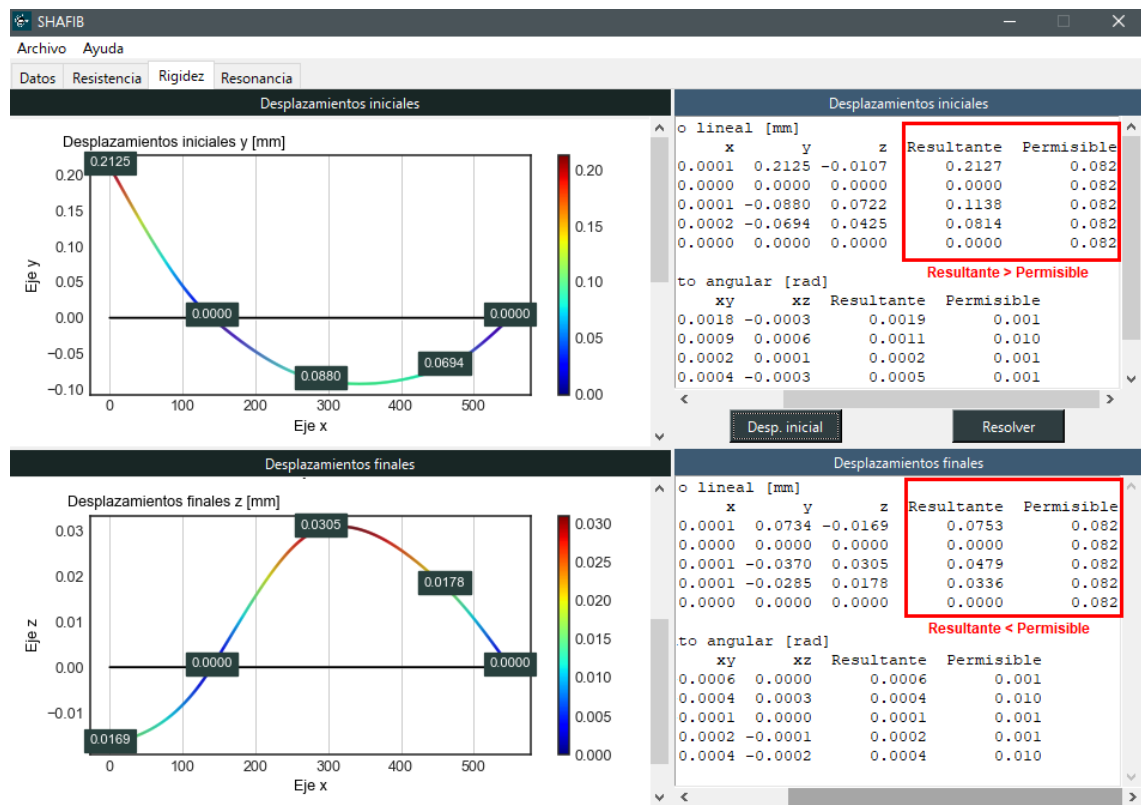 SHAFIB
Archivo Ayuda
Datos Resistencia Rigidez Resonancia
Desplazamientos iniciales
Desplazamientos iniciales y [mm]
0.2125
0.20
0.15
0.10
0.05
0.00
−0.05
−0.10
Eje y
0.0000
0.0880
0.0694
0.0000
0 100 200 300 400 500
Eje x
0.20
0.15
0.10
0.05
0.00
Desplazamientos iniciales
o lineal [mm]
x y z Resultante Permisible
0.0001 0.2125 -0.0107 0.2127 0.082
0.0000 0.0000 0.0000 0.0000 0.082
0.0001 -0.0880 0.0722 0.1138 0.082
0.0002 -0.0694 0.0425 0.0814 0.082
0.0000 0.0000 0.0000 0.0000 0.082
Resultante > Permisible
to angular [rad]
xy xz Resultante Permisible
0.0018 -0.0003 0.0019 0.001
0.0009 0.0006 0.0011 0.010
0.0002 0.0001 0.0002 0.001
0.0004 -0.0003 0.0005 0.001
Desp. inicial Resolver
Desplazamientos finales
Desplazamientos finales z [mm]
0.03
0.02
0.01
0.00
−0.01
Eje z
0.0169
0.0000
0.0305
0.0178
0.0000
0 100 200 300 400 500
Eje x
0.030
0.025
0.020
0.015
0.010
0.005
0.000
Desplazamientos finales
o lineal [mm]
x y z Resultante Permisible
0.0001 0.0734 -0.0169 0.0753 0.082
0.0000 0.0000 0.0000 0.0000 0.082
0.0001 -0.0370 0.0305 0.0479 0.082
0.0001 -0.0285 0.0178 0.0336 0.082
0.0000 0.0000 0.0000 0.0000 0.082
Resultante < Permisible
to angular [rad]
xy xz Resultante Permisible
0.0006 0.0000 0.0006 0.001
0.0004 0.0003 0.0004 0.010
0.0001 0.0000 0.0001 0.001
0.0002 -0.0001 0.0002 0.001
0.0004 -0.0002 0.0004 0.010